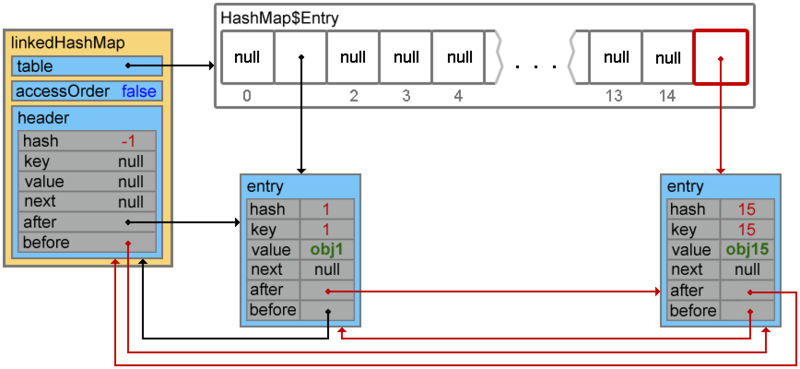 HashMap$Entry
linkedHashMap
null null null null . . . null null
table
0 2 3 4 13 14
accessOrder false
header
hash -1
key null
value null
next null
after
before
entry
hash 1
key 1
value obj1
next null
after
before
entry
hash 15
key 15
value obj15
next null
after
before